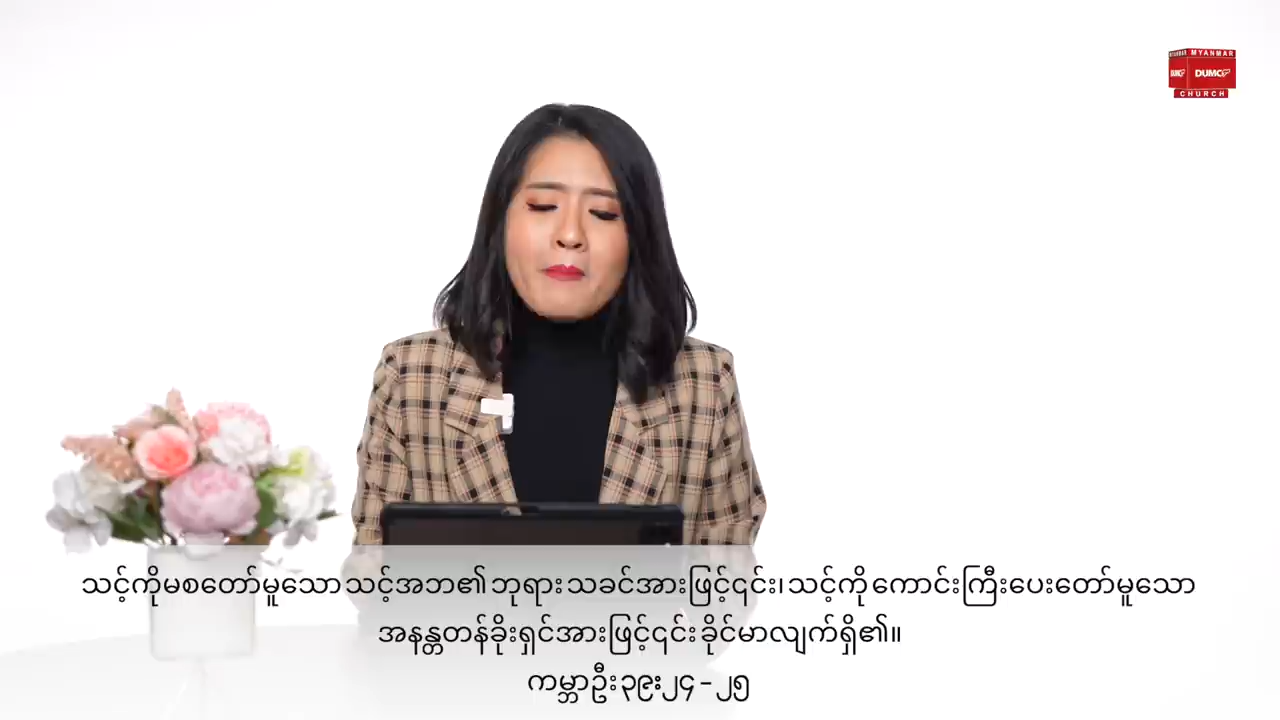 MYANMAR
DUMC
DUMC
CHURCH
သင့်ကိုမစတော်မူသော သင့်အဘ၏ ဘုရား သခင်အားဖြင့်၎င်း၊ သင့်ကို ကောင်းကြီးပေးတော်မူသော
အနန္တတန်ခိုးရှင်အားဖြင့်၎င်း ခိုင်မာလျက်ရှိ၏။
ကမ္ဘာဦး ၃၉း၂၄ – ၂၅